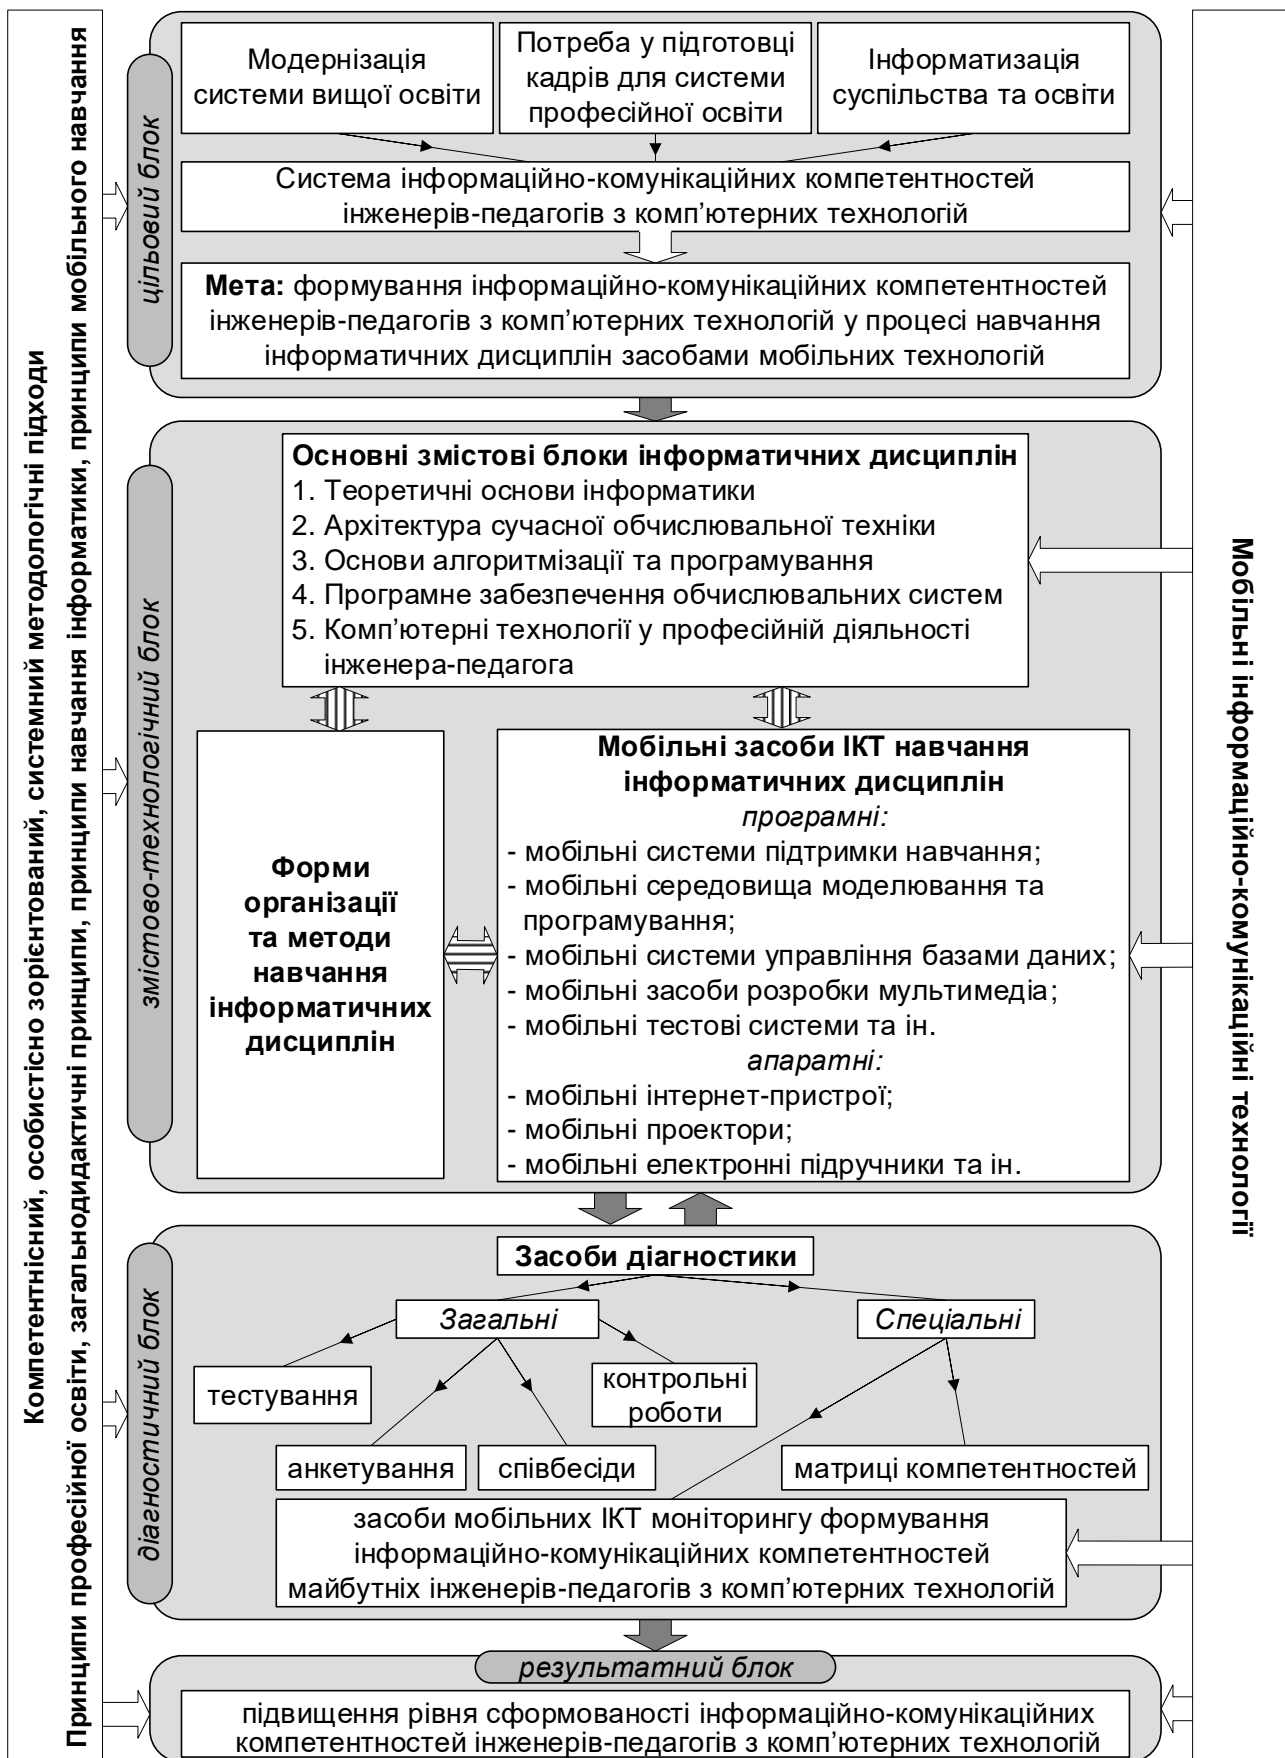 Компетентнісний, особистісно зорієнтований, системний методологічні підходи
Принципи професійної освіти, загальнодидактичні принципи, принципи навчання інформатики, принципи мобільного навчання
цільовий блок
Модернізація
системи вищої освіти
Потреба у підготовці
кадрів для системи
професійної освіти
Інформатизація
суспільства та освіти
Система інформаційно-комунікаційних компетентностей
інженерів-педагогів з комп’ютерних технологій
Мета: формування інформаційно-комунікаційних компетентностей
інженерів-педагогів з комп’ютерних технологій у процесі навчання
інформатичних дисциплін засобами мобільних технологій
змістово-технологічний блок
Основні змістові блоки інформатичних дисциплін
1. Теоретичні основи інформатики
2. Архітектура сучасної обчислювальної техніки
3. Основи алгоритмізації та програмування
4. Програмне забезпечення обчислювальних систем
5. Комп’ютерні технології у професійній діяльності
інженера-педагога
Форми
організації
та методи
навчання
інформатичних
дисциплін
Мобільні засоби ІКТ навчання
інформатичних дисциплін
програмні:
- мобільні системи підтримки навчання;
- мобільні середовища моделювання та
програмування;
- мобільні системи управління базами даних;
- мобільні засоби розробки мультимедіа;
- мобільні тестові системи та ін.
апаратні:
- мобільні інтернет-пристрої;
- мобільні проектори;
- мобільні електронні підручники та ін.
діагностичний блок
Засоби діагностики
Загальні
Спеціальні
тестування
контрольні
роботи
анкетування
співбесіди
матриці компетентностей
засоби мобільних ІКТ моніторингу формування
інформаційно-комунікаційних компетентностей
майбутніх інженерів-педагогів з комп’ютерних технологій
результатний блок
підвищення рівня сформованості інформаційно-комунікаційних
компетентностей інженерів-педагогів з комп’ютерних технологій
Мобільні інформаційно-комунікаційні технології